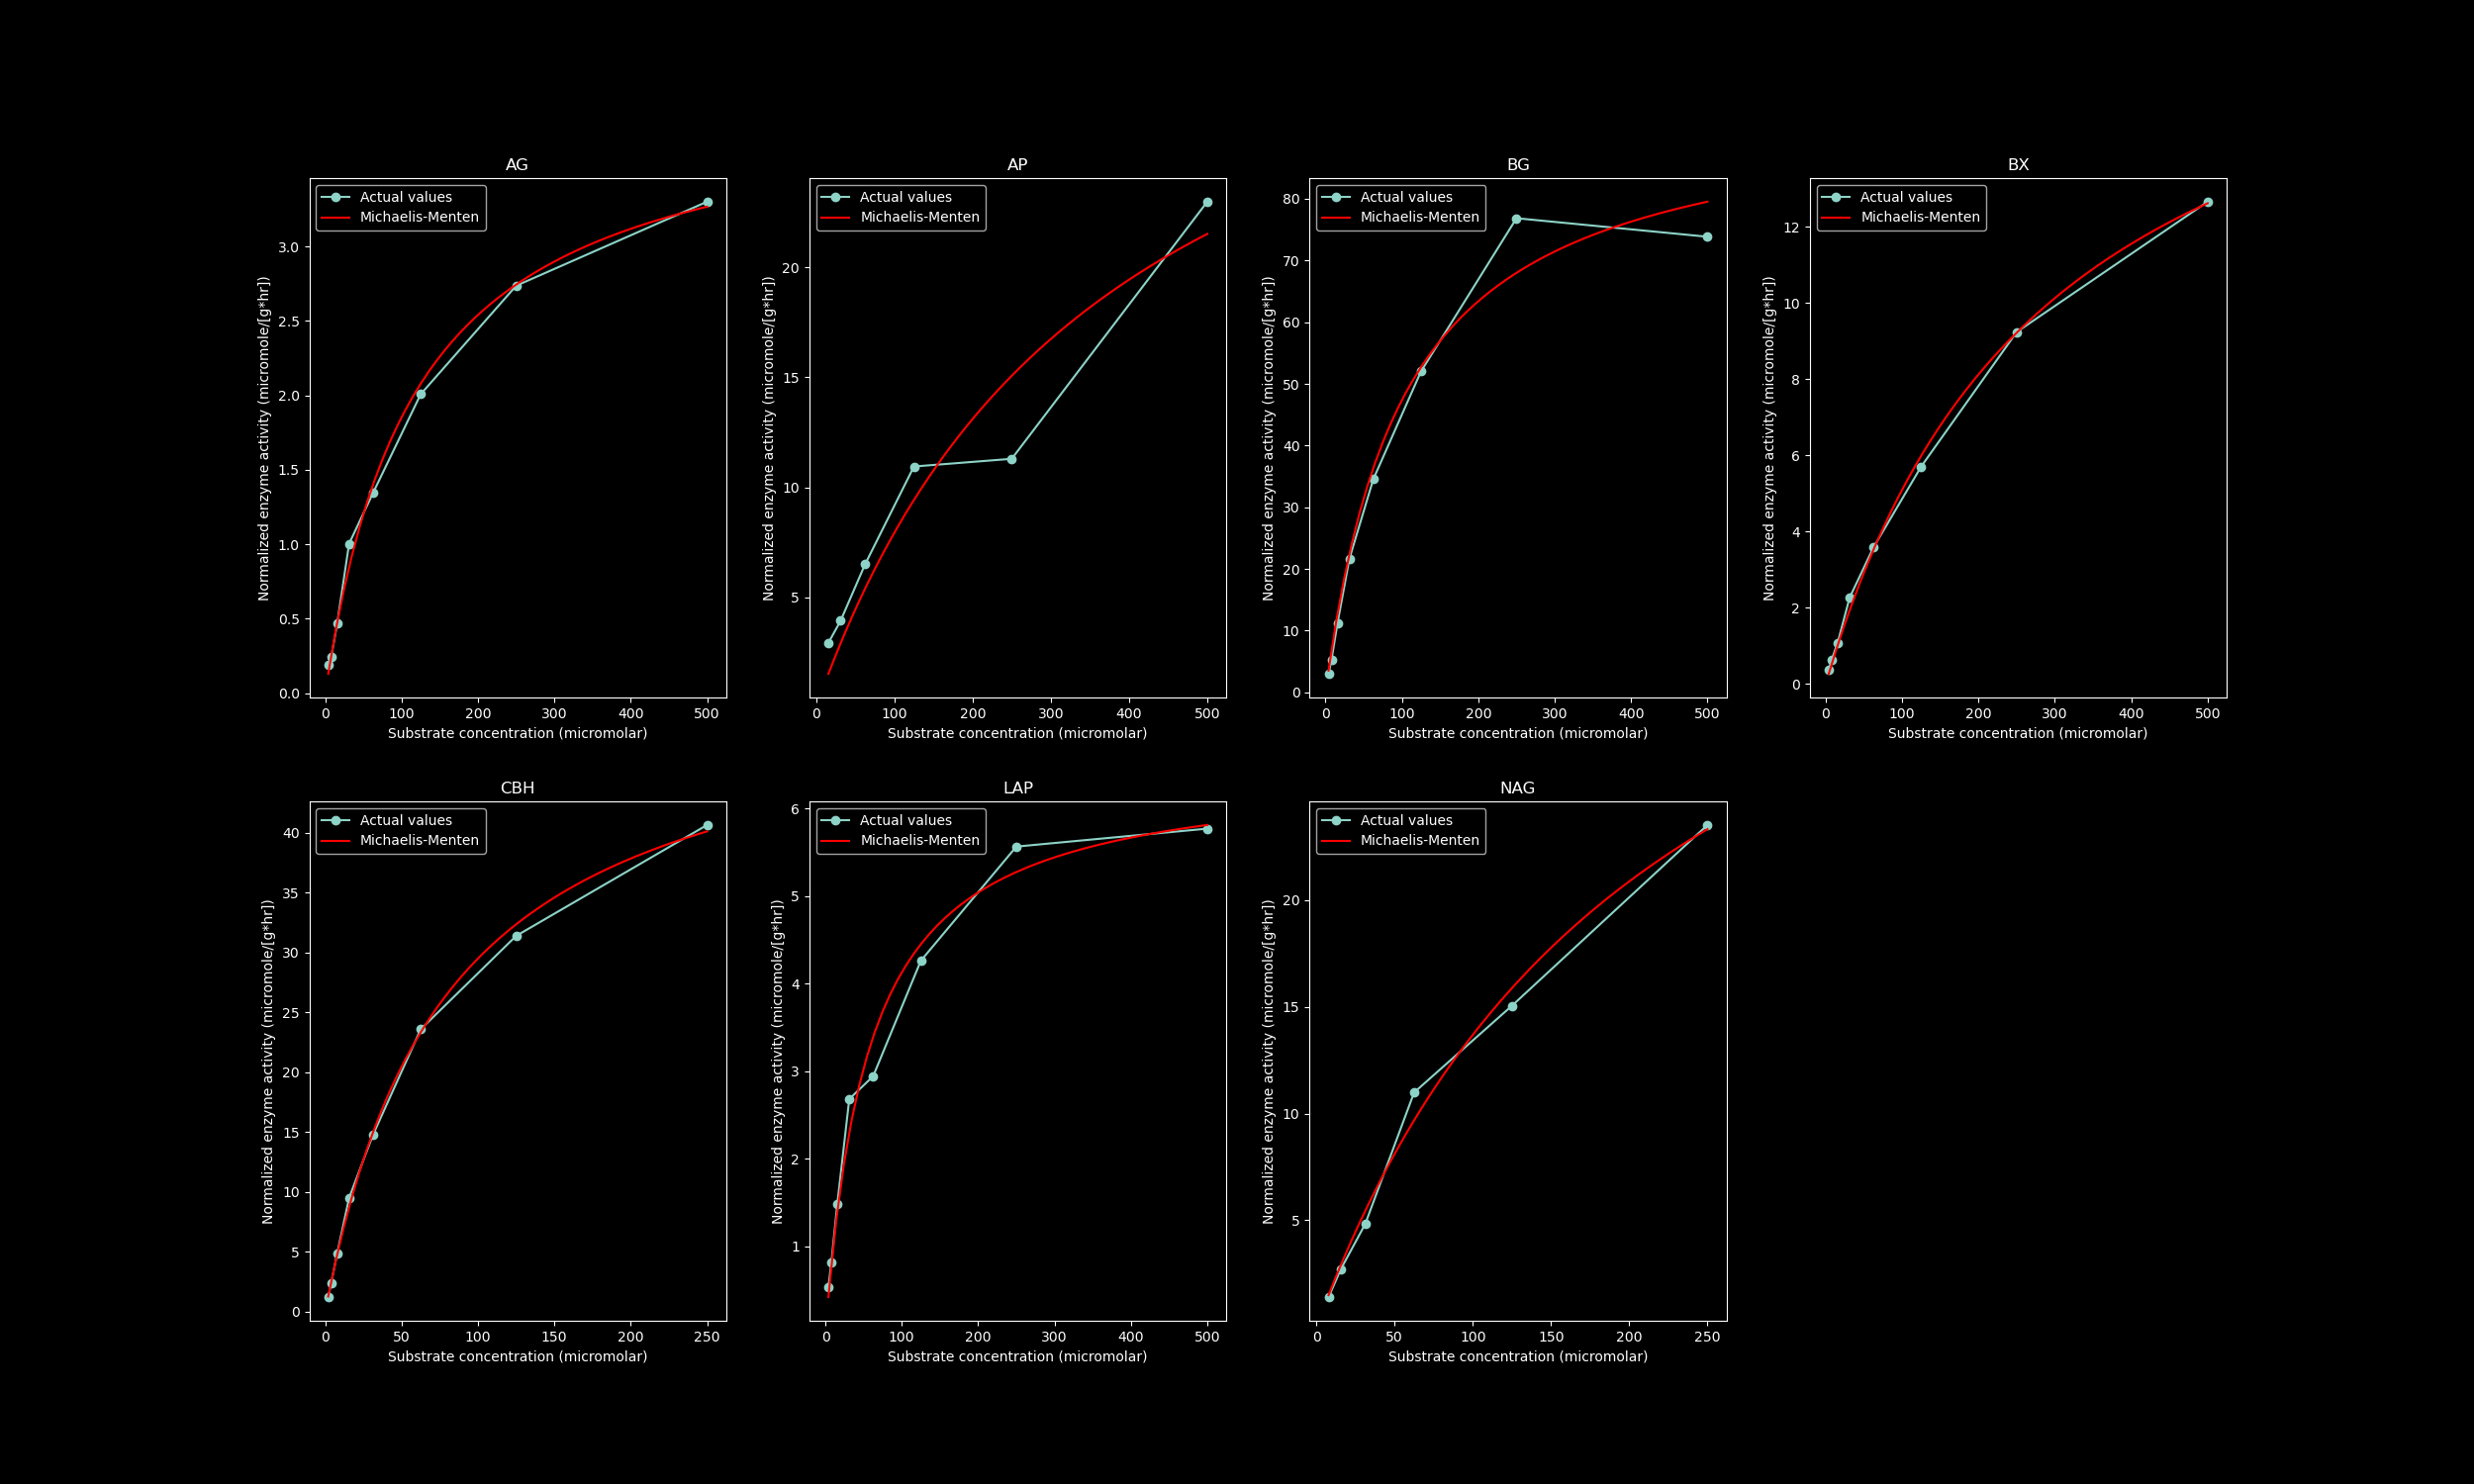 AG
Actual values
Michaelis-Menten
Normalized enzyme activity (micromole/[g*hr])
3.0
2.5
2.0
1.5
1.0
0.5
0.0
0 100 200 300 400 500
Substrate concentration (micromolar)
AP
Actual values
Michaelis-Menten
Normalized enzyme activity (micromole/[g*hr])
20
15
10
5
0 100 200 300 400 500
Substrate concentration (micromolar)
BG
Actual values
Michaelis-Menten
Normalized enzyme activity (micromole/[g*hr])
80
70
60
50
40
30
20
10
0
0 100 200 300 400 500
Substrate concentration (micromolar)
BX
Actual values
Michaelis-Menten
Normalized enzyme activity (micromole/[g*hr])
12
10
8
6
4
2
0
0 100 200 300 400 500
Substrate concentration (micromolar)
CBH
Actual values
Michaelis-Menten
Normalized enzyme activity (micromole/[g*hr])
40
35
30
25
20
15
10
5
0
0 50 100 150 200 250
Substrate concentration (micromolar)
LAP
Actual values
Michaelis-Menten
Normalized enzyme activity (micromole/[g*hr])
6
5
4
3
2
1
0 100 200 300 400 500
Substrate concentration (micromolar)
NAG
Actual values
Michaelis-Menten
Normalized enzyme activity (micromole/[g*hr])
20
15
10
5
0 50 100 150 200 250
Substrate concentration (micromolar)